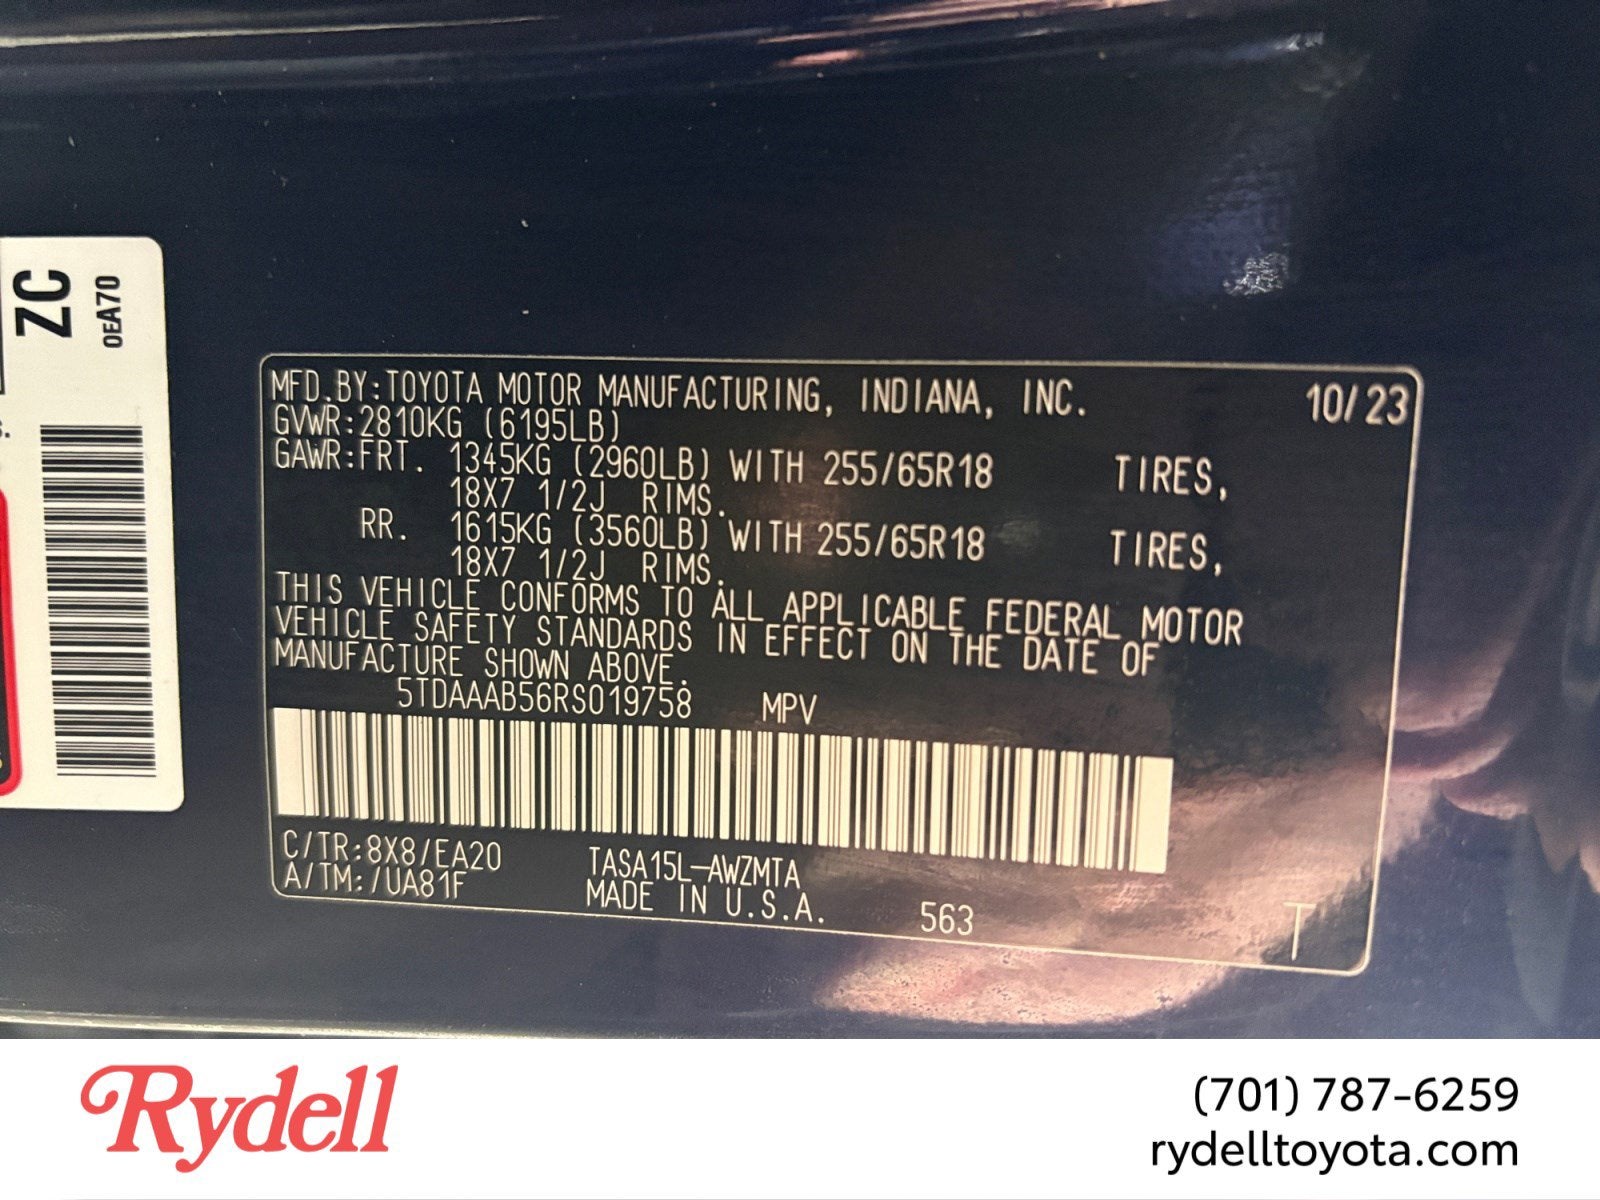 ZC
0EA70
MFD.BY:TOYOTA MOTOR MANUFACTURING, INDIANA, INC. 10/23
GVWR:2810KG (6195LB)
GAWR:FRT. 1345KG (2960LB) WITH 255/65R18 TIRES,
18X7 1/2J RIMS.
RR. 1615KG (3560LB) WITH 255/65R18 TIRES,
18X7 1/2J RIMS.
THIS VEHICLE CONFORMS TO ALL APPLICABLE FEDERAL MOTOR
VEHICLE SAFETY STANDARDS IN EFFECT ON THE DATE OF
MANUFACTURE SHOWN ABOVE.
5TDAAAB56RS019758 MPV
C/TR:8X8/EA20 TASA15L-AWZMTA
A/TM:/UA81F MADE IN U.S.A. 563 T
Rydell
(701) 787-6259
rydelltoyota.com